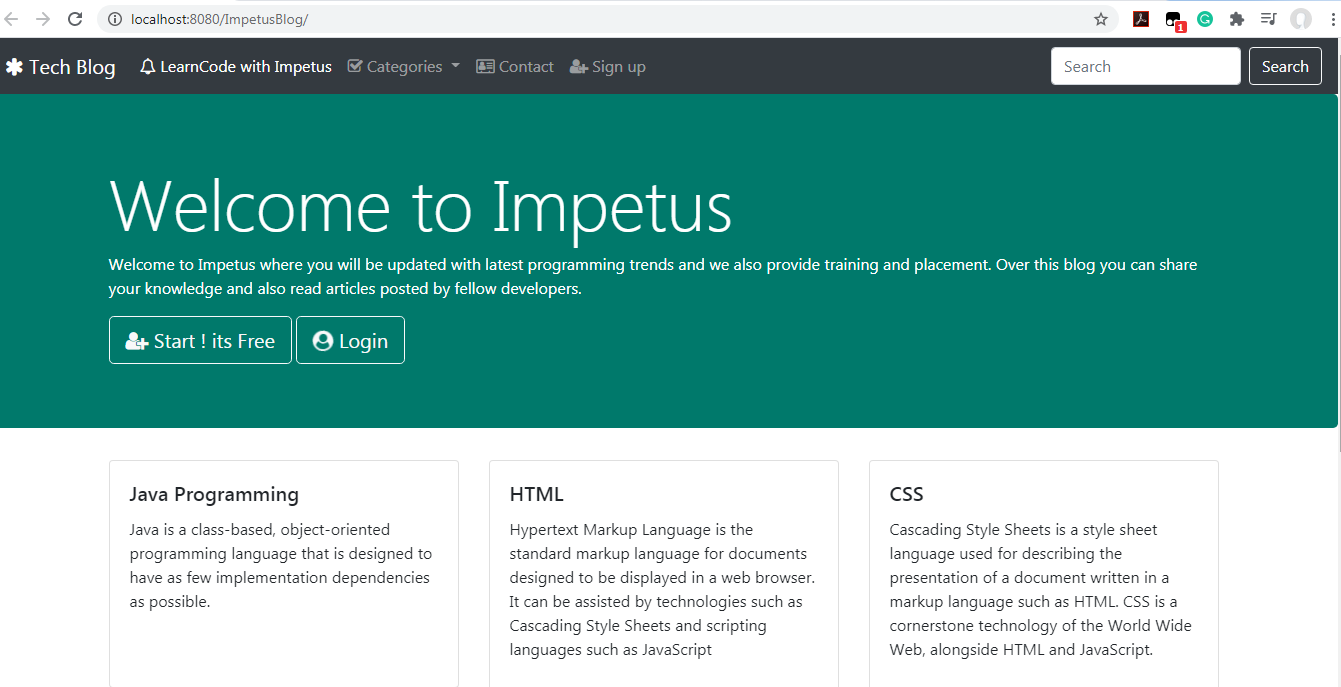 localhost:8080/ImpetusBlog/
1
Tech Blog LearnCode with Impetus Categories Contact Sign up Search Search
Welcome to Impetus
Welcome to Impetus where you will be updated with latest programming trends and we also provide training and placement. Over this blog you can share
your knowledge and also read articles posted by fellow developers.
Start ! its Free Login
Java Programming
Java is a class-based, object-oriented
programming language that is designed to
have as few implementation dependencies
as possible.
HTML
Hypertext Markup Language is the
standard markup language for documents
designed to be displayed in a web browser.
It can be assisted by technologies such as
Cascading Style Sheets and scripting
languages such as JavaScript
CSS
Cascading Style Sheets is a style sheet
language used for describing the
presentation of a document written in a
markup language such as HTML. CSS is a
cornerstone technology of the World Wide
Web, alongside HTML and JavaScript.